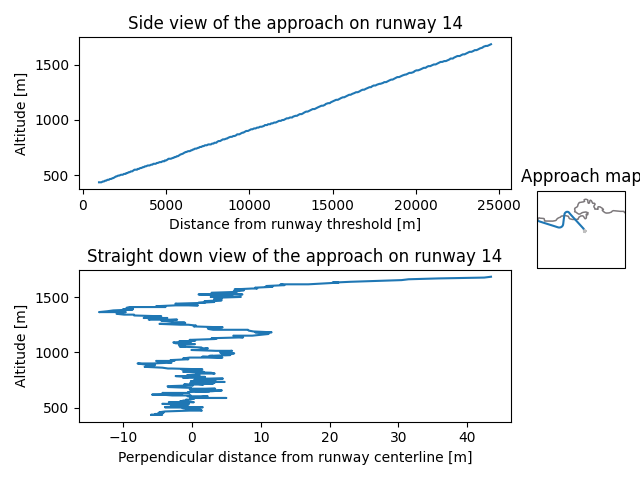 Side view of the approach on runway 14
Altitude [m]
1500
1000
500
0
5000
10000
15000
20000
25000
Distance from runway threshold [m]
Approach map
Straight down view of the approach on runway 14
Altitude [m]
1500
1000
500
−10
0
10
20
30
40
Perpendicular distance from runway centerline [m]